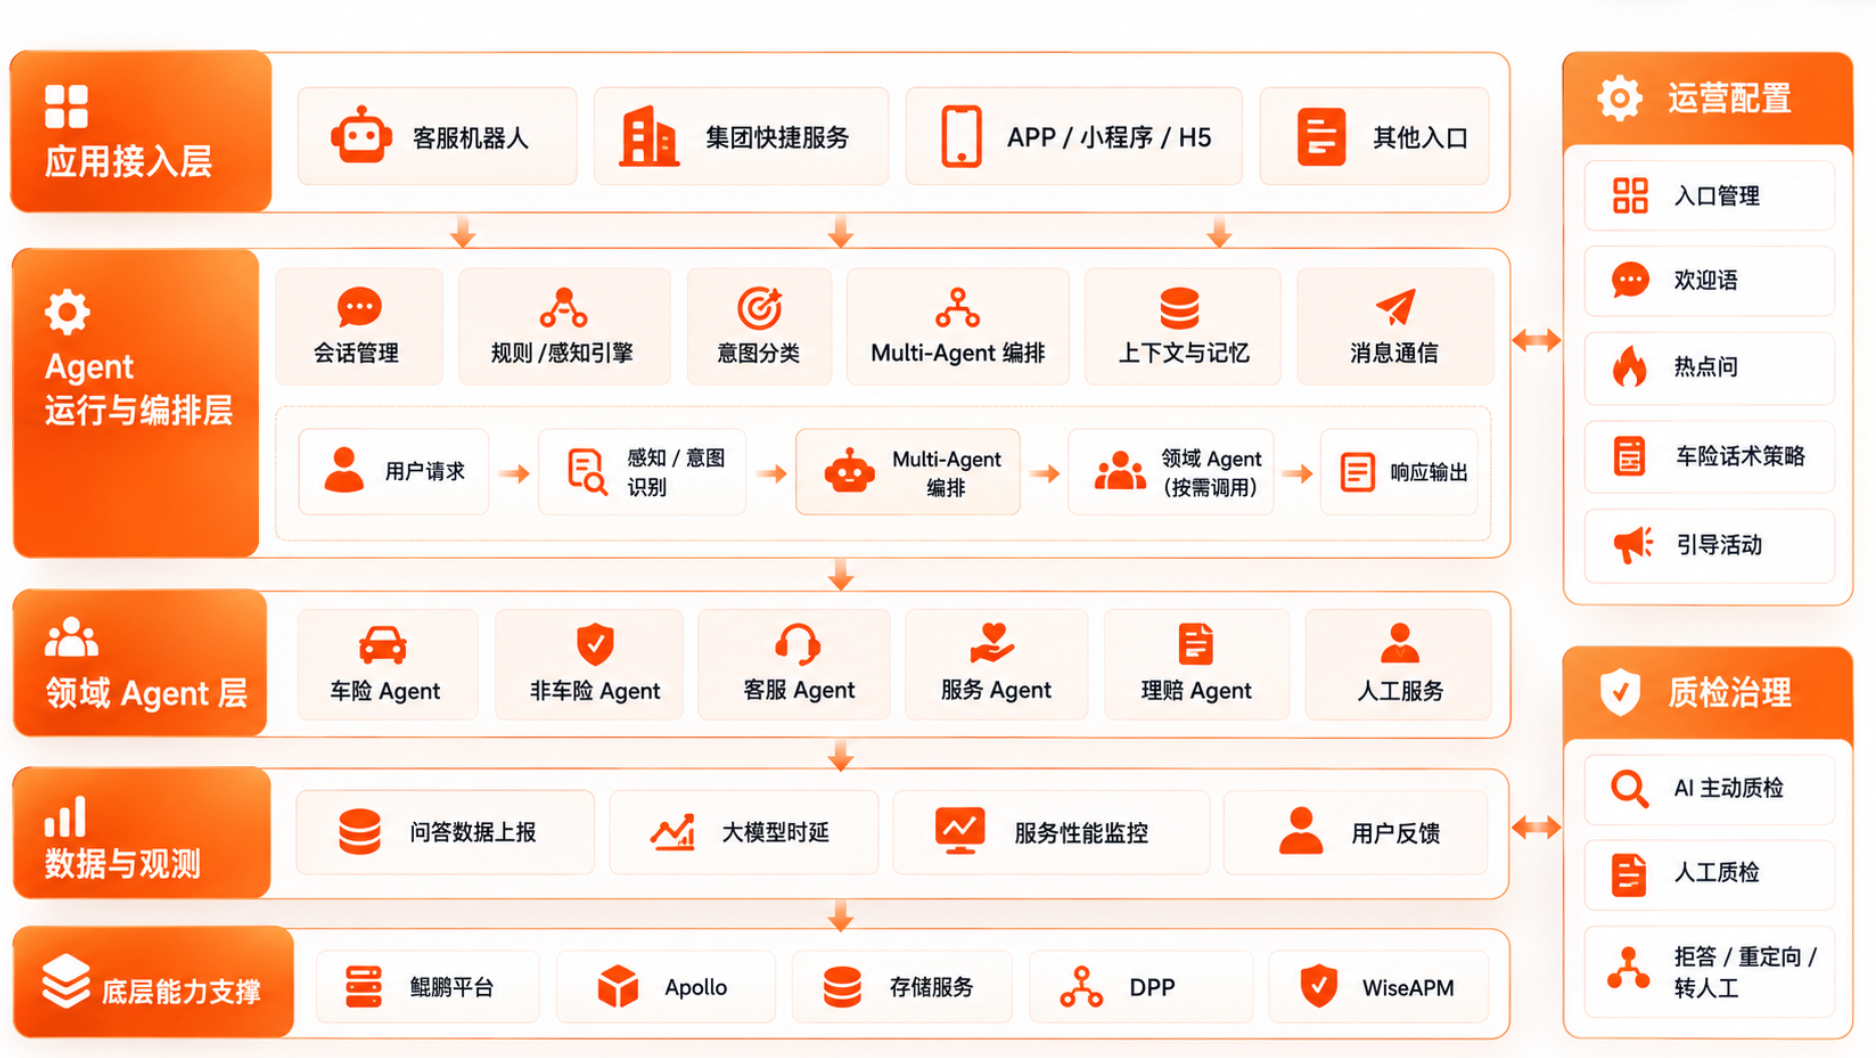 应用接入层
客服机器人
集团快捷服务
APP / 小程序 / H5
其他入口
Agent
运行与编排层
会话管理
规则 /感知引擎
意图分类
Multi-Agent 编排
上下文与记忆
消息通信
用户请求
感知 / 意图
识别
Multi-Agent
编排
领域 Agent
（按需调用）
响应输出
领域 Agent 层
车险 Agent
非车险 Agent
客服 Agent
服务 Agent
理赔 Agent
人工服务
数据与观测
问答数据上报
大模型时延
服务性能监控
用户反馈
底层能力支撑
鲲鹏平台
Apollo
存储服务
DPP
WiseAPM
运营配置
入口管理
欢迎语
热点问
车险话术策略
引导活动
质检治理
AI 主动质检
人工质检
拒答 / 重定向 /
转人工